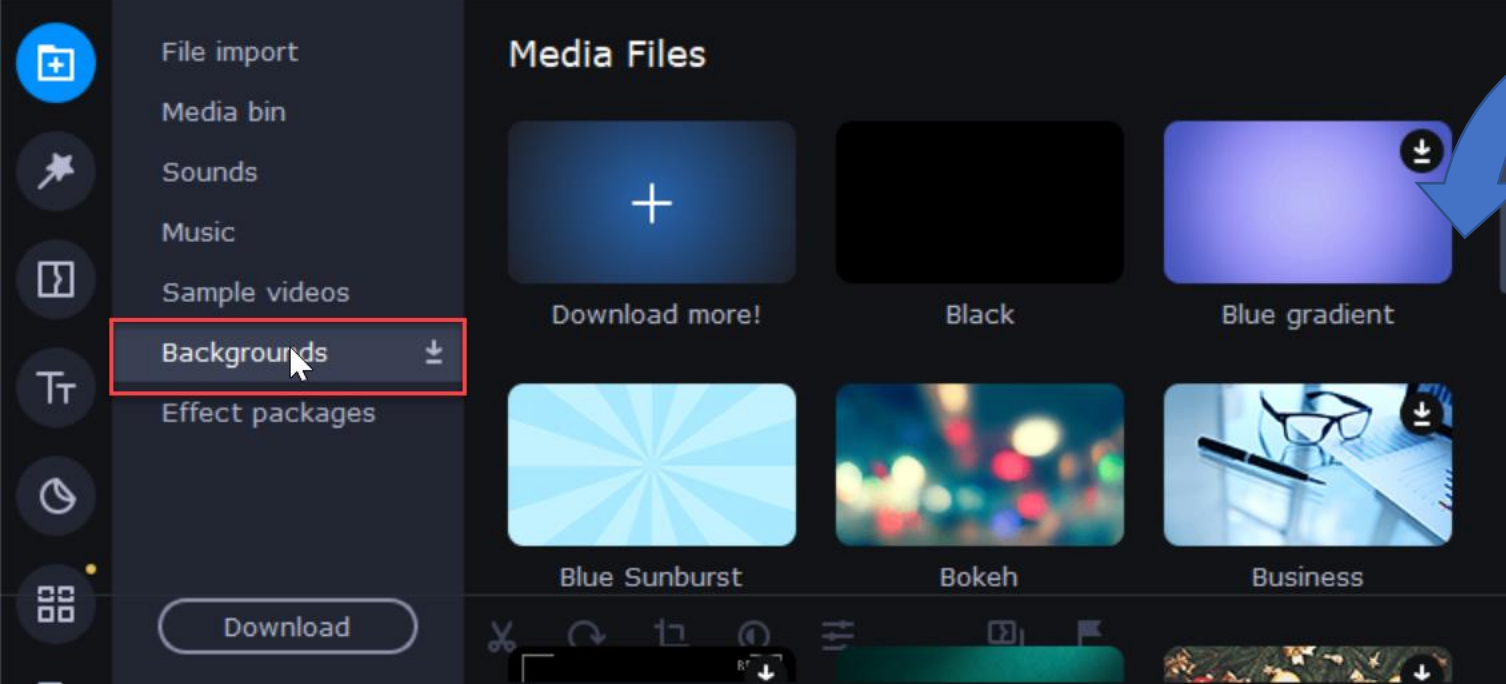 File import
Media bin
Sounds
Music
Sample videos
Backgrounds
Effect packages
Download
Media Files
Download more!
Black
Blue gradient
Blue Sunburst
Bokeh
Business